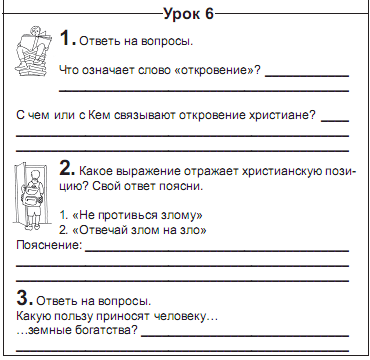 Урок 6
1. Ответь на вопросы.
Что означает слово «откровение»?
С чем или с Кем связывают откровение христиане?
2. Какое выражение отражает христианскую пози-
цию? Свой ответ поясни.
1. «Не противься злому»
2. «Отвечай злом на зло»
Пояснение:
3. Ответь на вопросы.
Какую пользу приносят человеку…
…земные богатства?